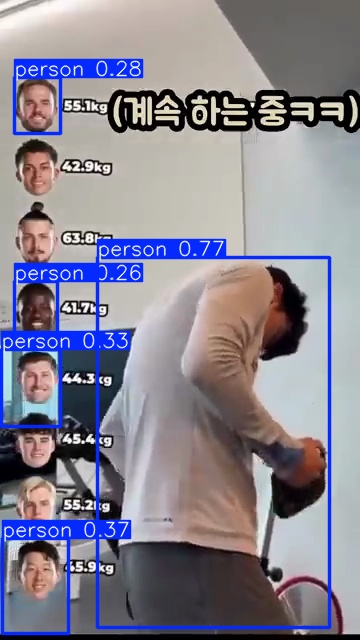 person 0.28
55.1kg
(계속 하는 중ㅋㅋ)
42.9kg
63.8kg
person 0.77
person 0.26
41.7kg
person 0.33
44.3kg
45.4kg
55.2kg
person 0.37
45.9kg